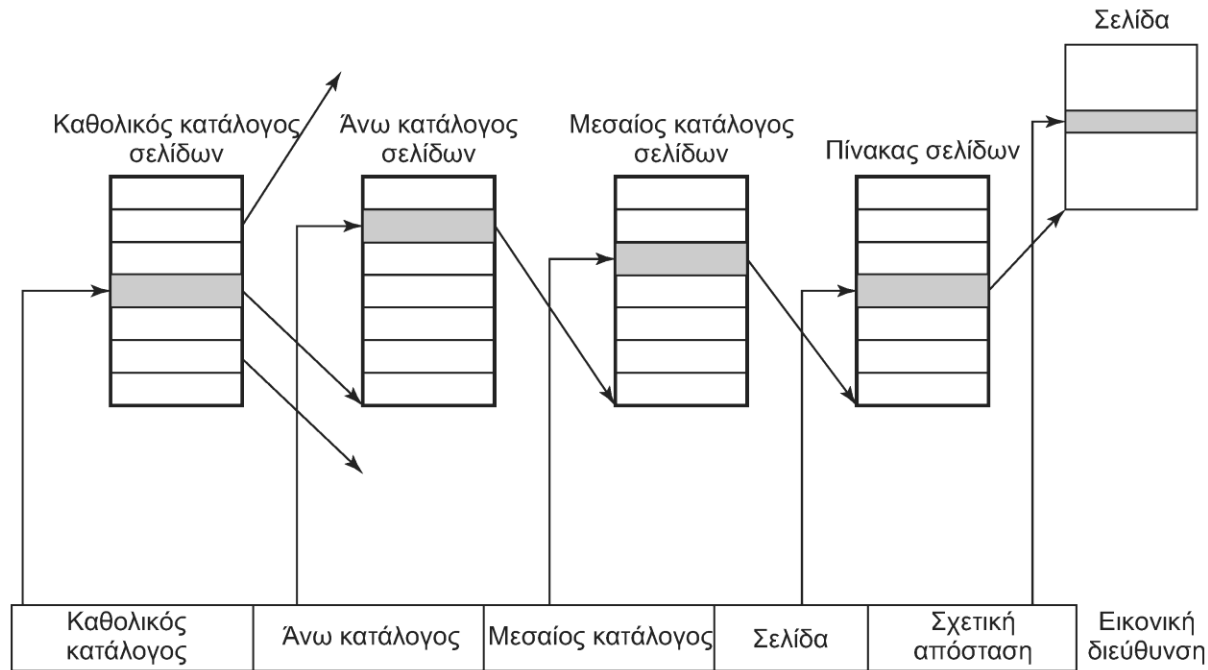 Σελίδα
Καθολικός κατάλογος
σελίδων
Άνω κατάλογος
σελίδων
Μεσαίος κατάλογος
σελίδων
Πίνακας σελίδων
Καθολικός
κατάλογος
Άνω κατάλογος
Μεσαίος κατάλογος
Σελίδα
Σχετική
απόσταση
Εικονική
διεύθυνση